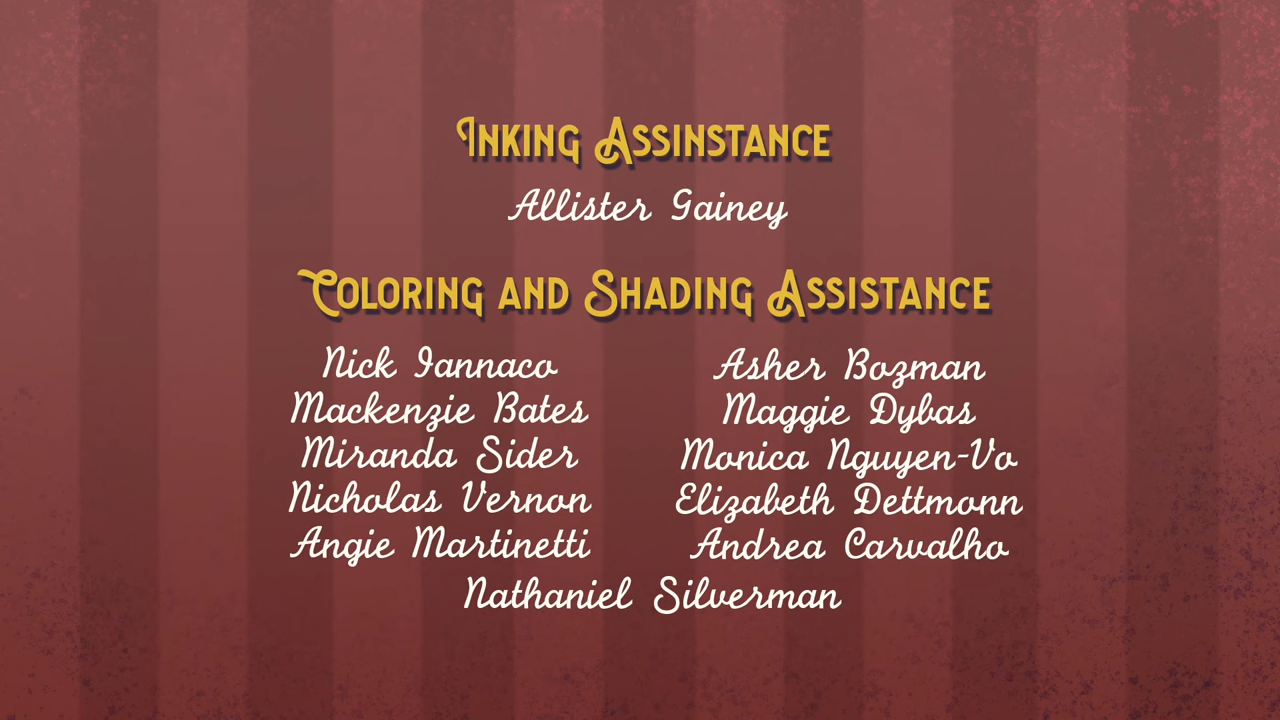 Inking Assinstance
Allister Gainey
Coloring and Shading Assistance
Nick Iannaco
Mackenzie Bates
Miranda Sider
Nicholas Vernon
Angie Martinetti
Asher Bozman
Maggie Dybas
Monica Nguyen-Vo
Elizabeth Dettmonn
Andrea Carvalho
Nathaniel Silverman